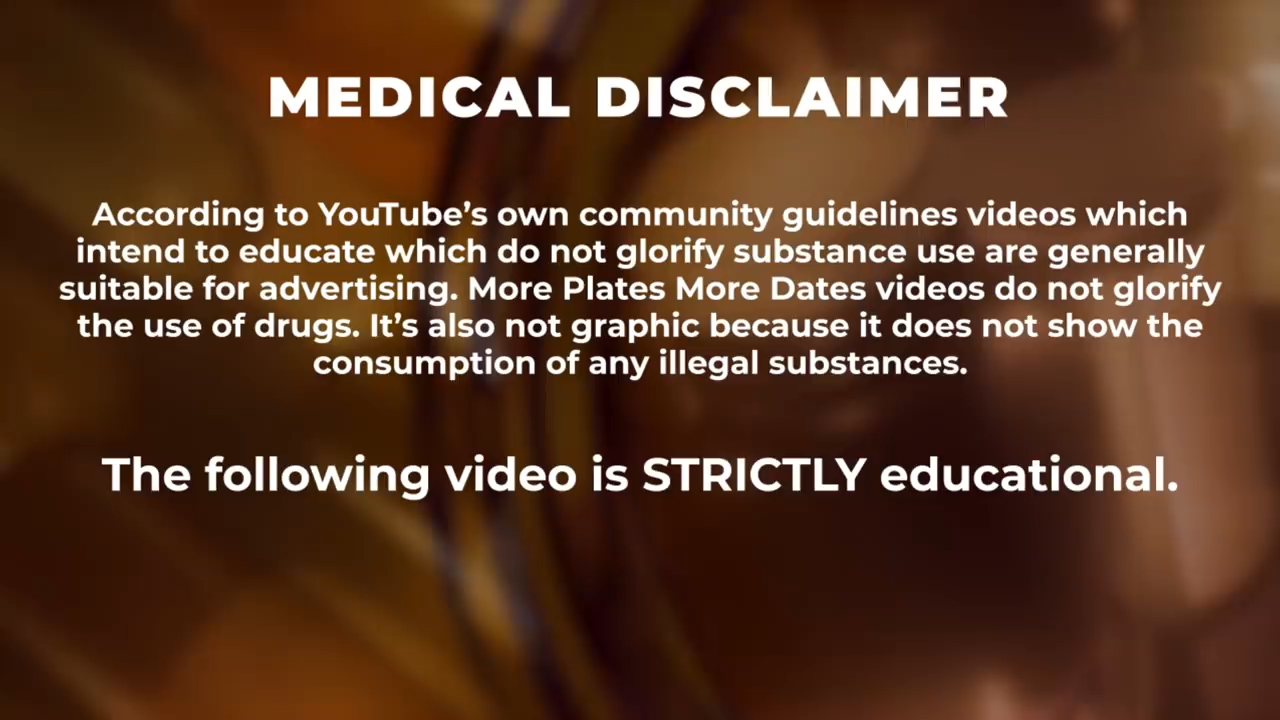 MEDICAL DISCLAIMER
According to YouTube’s own community guidelines videos which
intend to educate which do not glorify substance use are generally
suitable for advertising. More Plates More Dates videos do not glorify
the use of drugs. It’s also not graphic because it does not show the
consumption of any illegal substances.
The following video is STRICTLY educational.